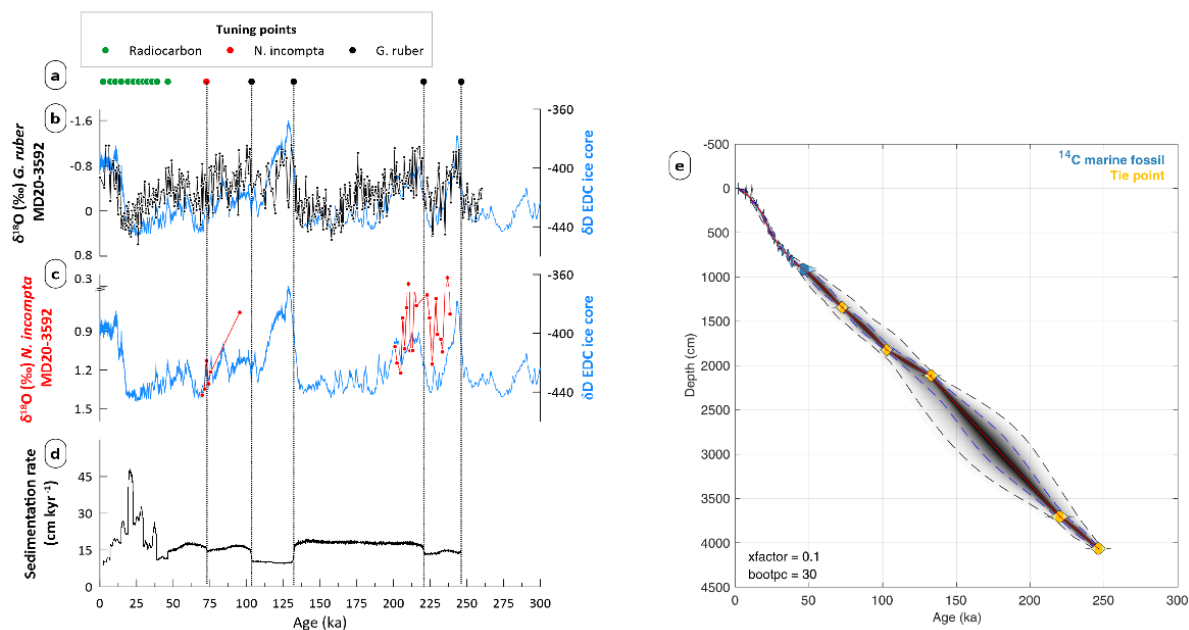 Tuning points
Radiocarbon N. incompta G. ruber
a
b
-1.6
-0.8
0
0.8
δ¹⁸O (‰) G. ruber
MD20-3592
-360
-400
-440
δD EDC ice core
c
0.3
0.9
1.2
1.5
δ¹⁸O (‰) N. incompta
MD20-3592
-360
-400
-440
δD EDC ice core
d
45
30
15
0
Sedimentation rate
(cm kyr⁻¹)
0 25 50 75 100 125 150 175 200 225 250 275 300
Age (ka)
e
¹⁴C marine fossil
Tie point
-500
0
500
1000
1500
2000
2500
3000
3500
4000
4500
Depth (cm)
xfactor = 0.1
bootpc = 30
0 50 100 150 200 250 300
Age (ka)